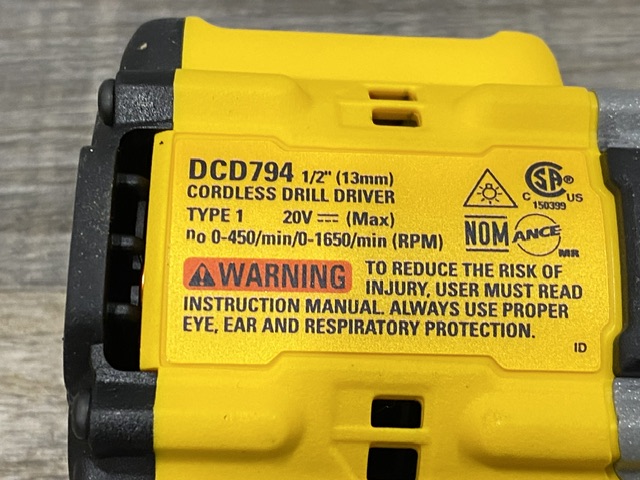 DCD794 1/2" (13mm)
CORDLESS DRILL DRIVER
TYPE 1 20V ⎓ (Max)
no 0-450/min/0-1650/min (RPM)
CSA®
C US
150399
NOM ANCE
MR
⚠WARNING TO REDUCE THE RISK OF
INJURY, USER MUST READ
INSTRUCTION MANUAL. ALWAYS USE PROPER
EYE, EAR AND RESPIRATORY PROTECTION.
ID